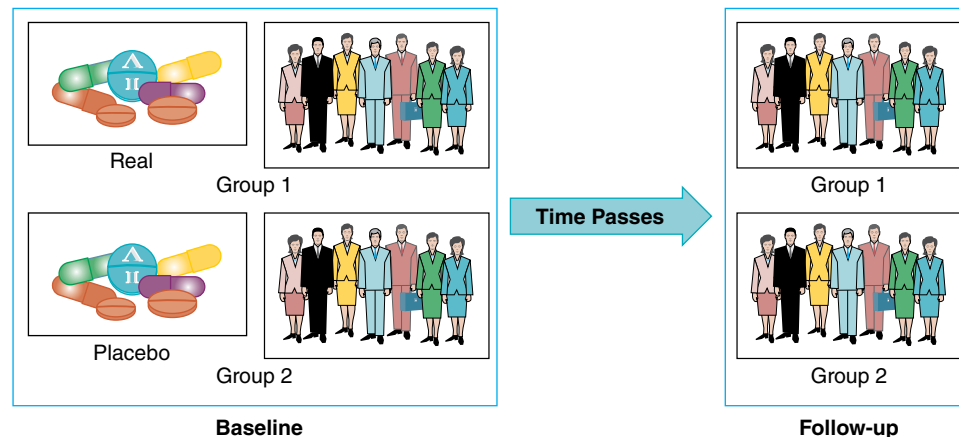 Real
Group 1
Placebo
Group 2
Baseline
Time Passes
Group 1
Group 2
Follow-up